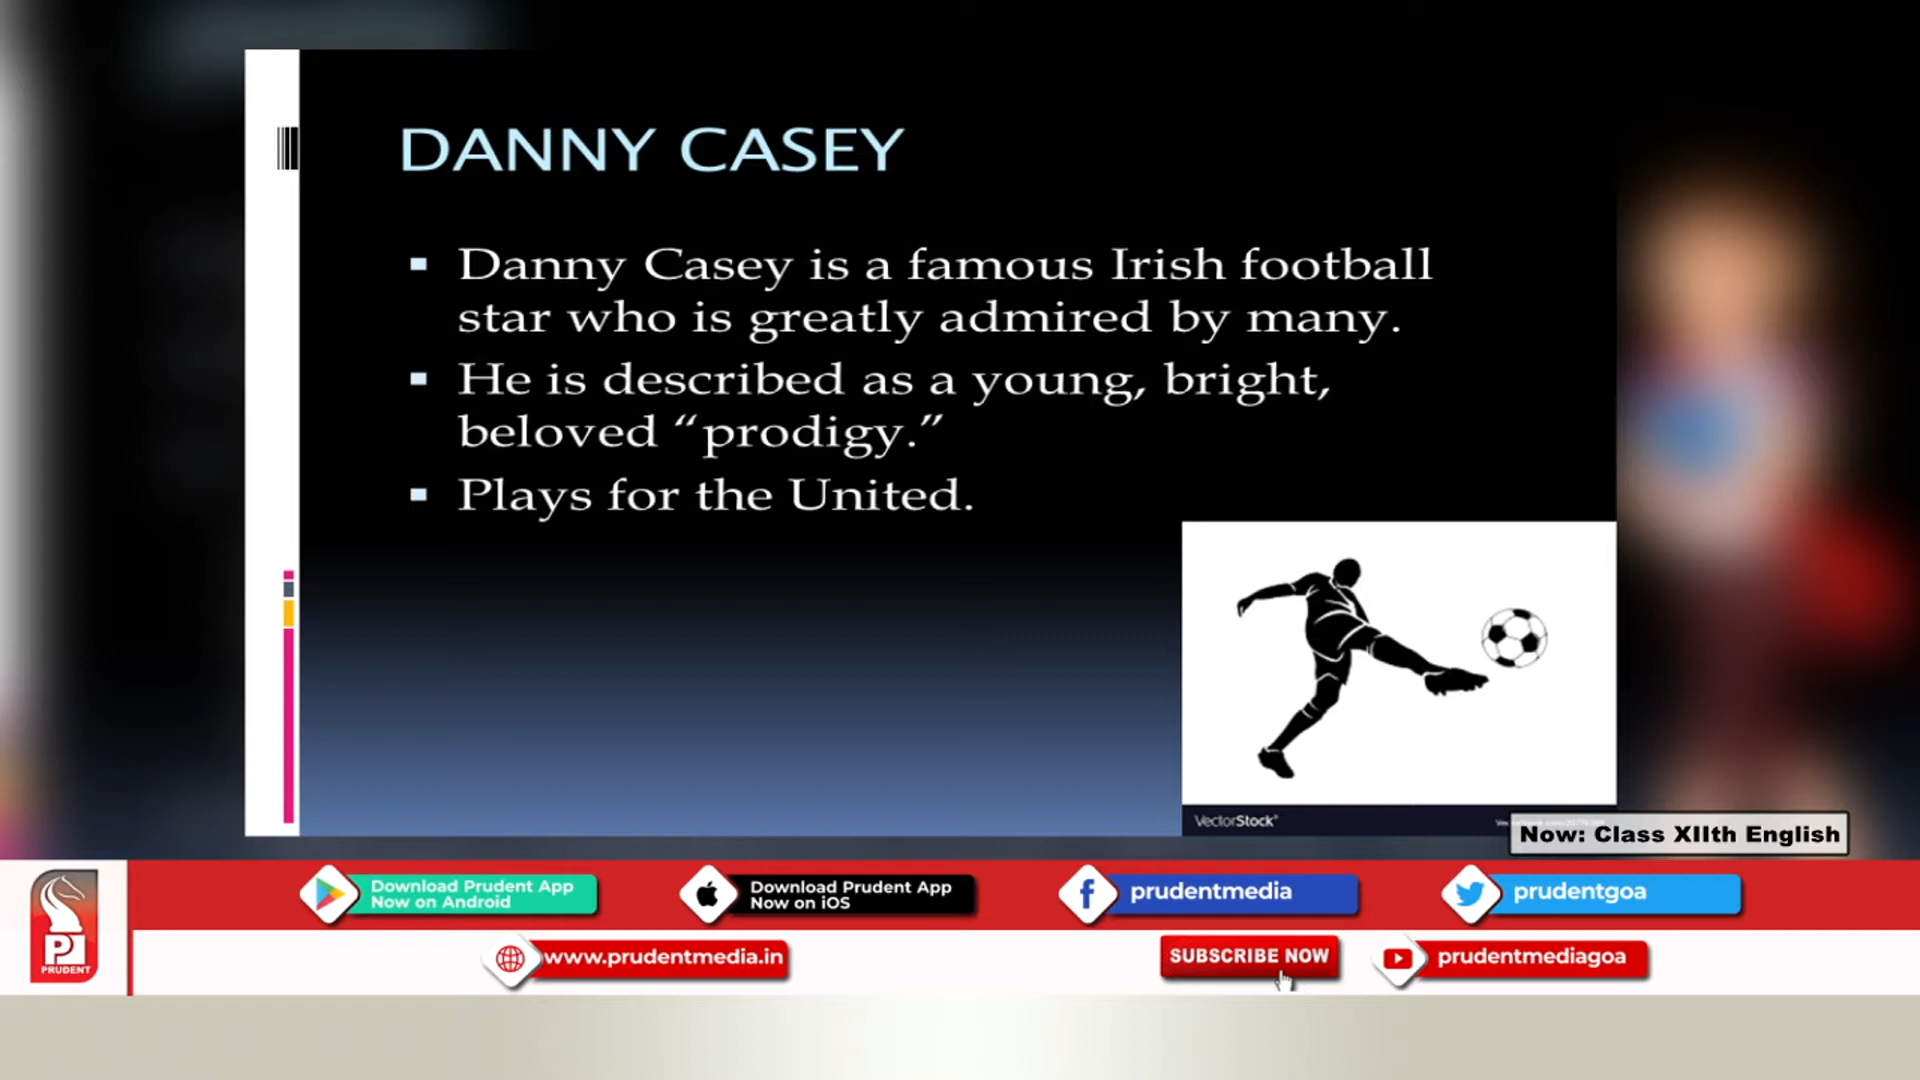 DANNY CASEY
Danny Casey is a famous Irish football
star who is greatly admired by many.
He is described as a young, bright,
beloved “prodigy.”
Plays for the United.
VectorStock®
Now: Class XIIth English
Download Prudent App
Now on Android
Download Prudent App
Now on iOS
prudentmedia
prudentgoa
PRUDENT
www.prudentmedia.in
SUBSCRIBE NOW
prudentmediagoa